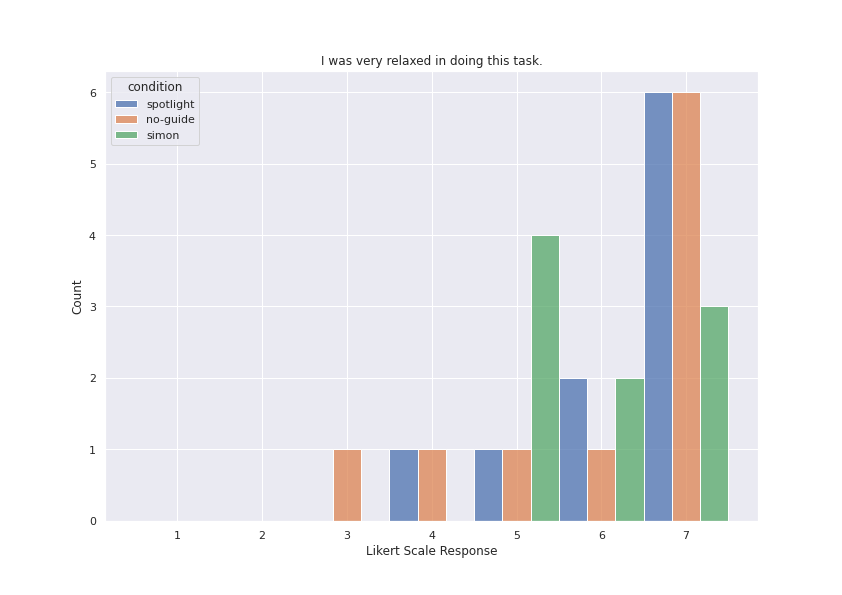 I was very relaxed in doing this task.
condition
spotlight
no-guide
simon
6
5
4
3
2
1
0
Count
1 2 3 4 5 6 7
Likert Scale Response